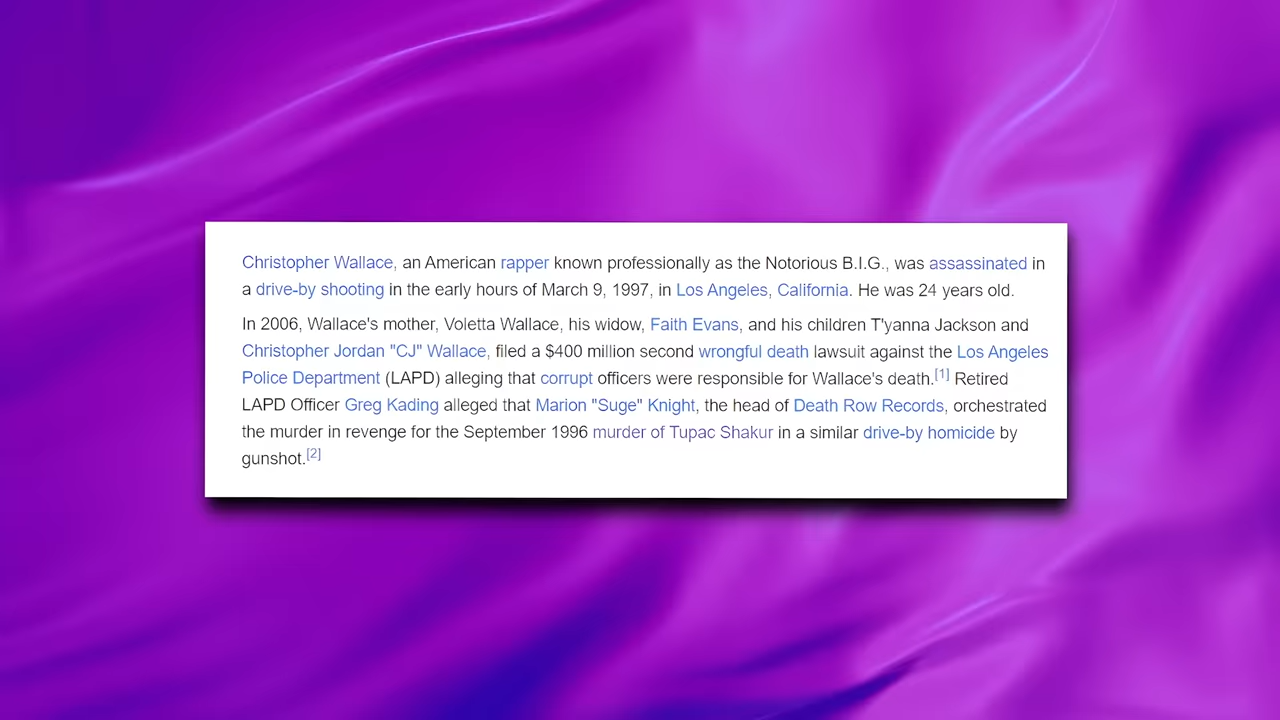 Christopher Wallace, an American rapper known professionally as the Notorious B.I.G., was assassinated in
a drive-by shooting in the early hours of March 9, 1997, in Los Angeles, California. He was 24 years old.
In 2006, Wallace's mother, Voletta Wallace, his widow, Faith Evans, and his children T'yanna Jackson and
Christopher Jordan "CJ" Wallace, filed a $400 million second wrongful death lawsuit against the Los Angeles
Police Department (LAPD) alleging that corrupt officers were responsible for Wallace's death.[1] Retired
LAPD Officer Greg Kading alleged that Marion "Suge" Knight, the head of Death Row Records, orchestrated
the murder in revenge for the September 1996 murder of Tupac Shakur in a similar drive-by homicide by
gunshot.[2]